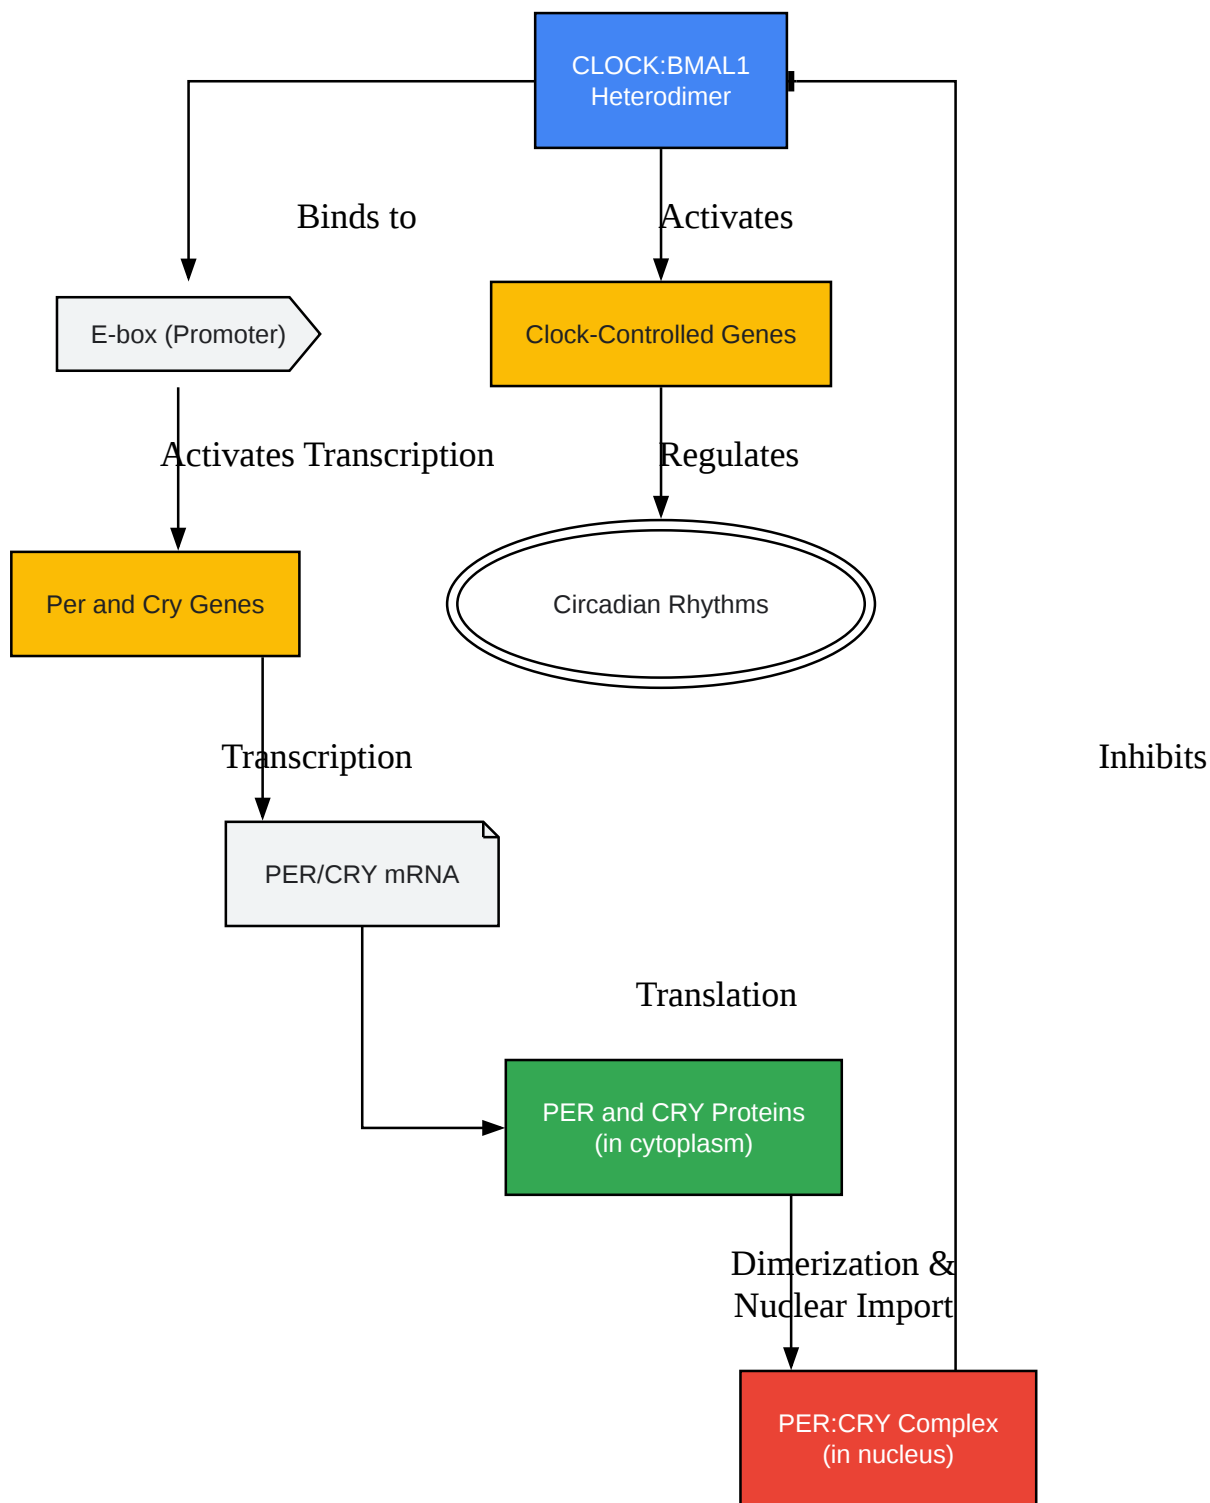 CLOCK:BMAL1
Heterodimer
Binds to
Activates
E-box (Promoter)
Clock-Controlled Genes
Activates Transcription
Regulates
Per and Cry Genes
Circadian Rhythms
Transcription
Inhibits
PER/CRY mRNA
Translation
PER and CRY Proteins
(in cytoplasm)
Dimerization &
Nuclear Import
PER:CRY Complex
(in nucleus)